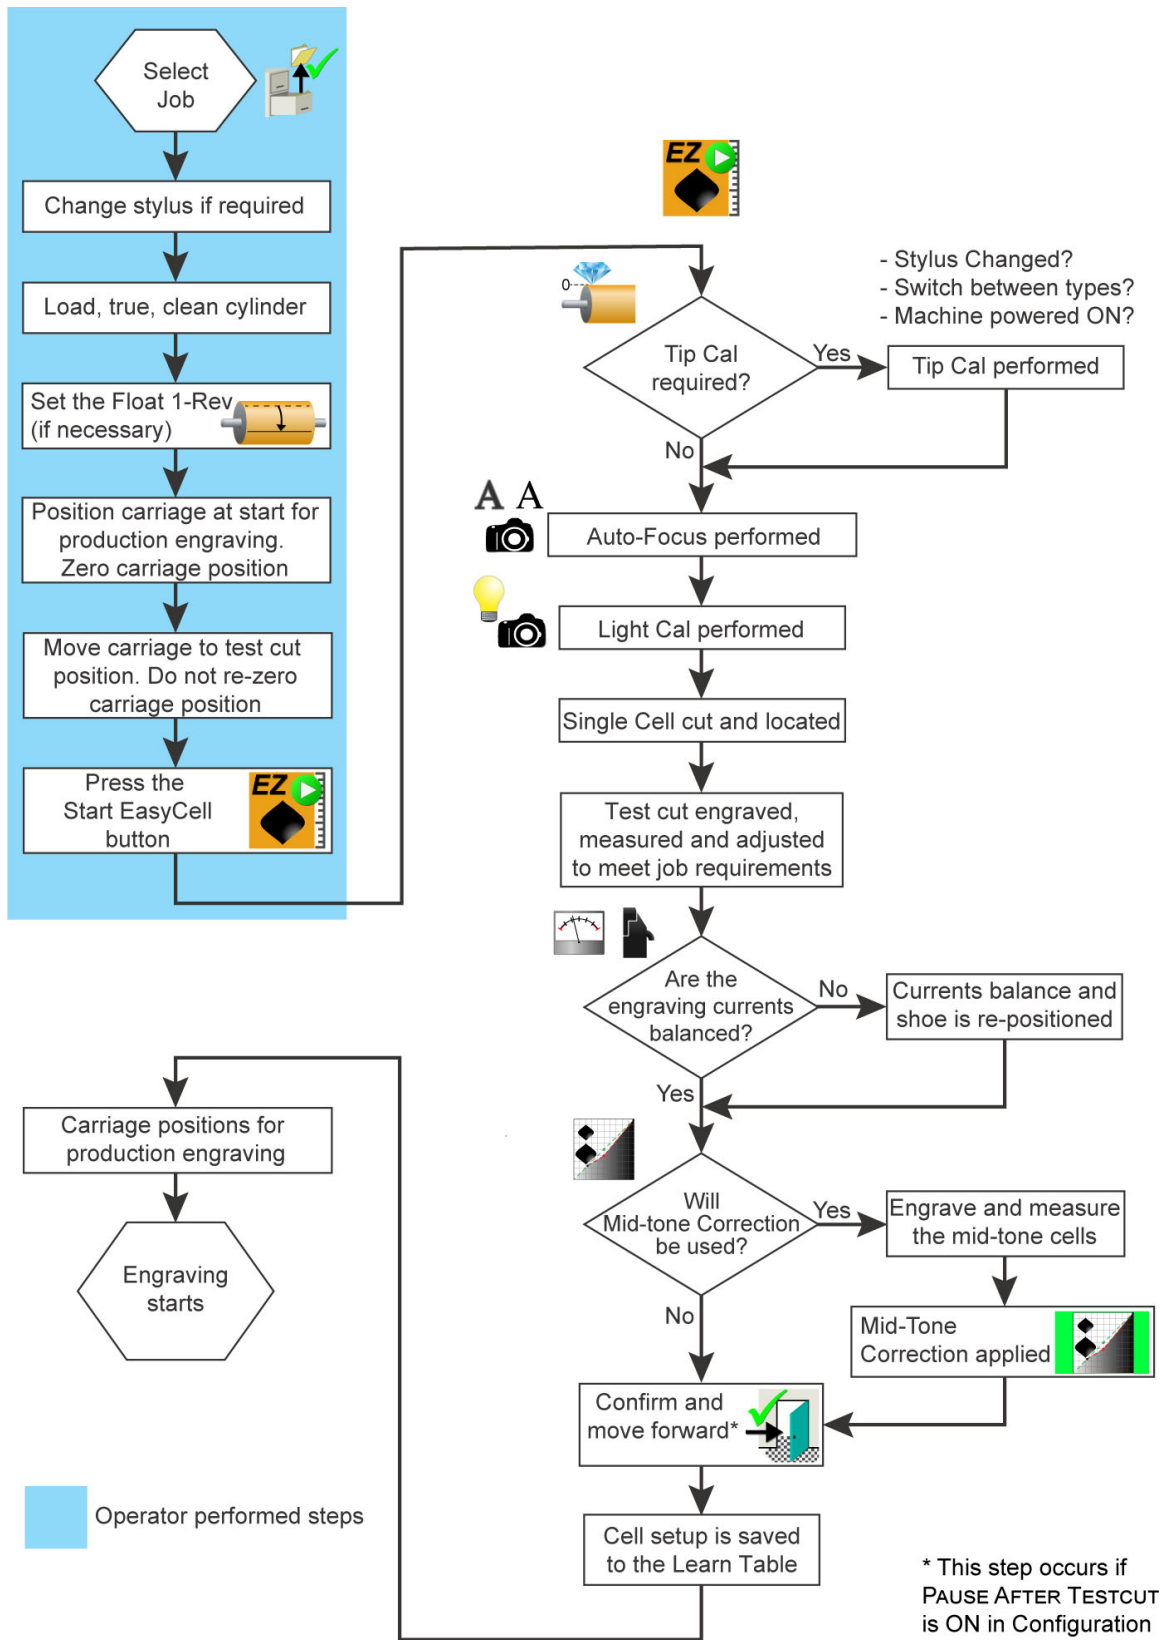 Select
Job
Change stylus if required
Load, true, clean cylinder
Set the Float 1-Rev
(if necessary)
Position carriage at start for
production engraving.
Zero carriage position
Move carriage to test cut
position. Do not re-zero
carriage position
Press the
Start EasyCell
button
EZ
EZ
0
- Stylus Changed?
- Switch between types?
- Machine powered ON?
Tip Cal
required?
Yes
Tip Cal performed
No
A A
Auto-Focus performed
Light Cal performed
Single Cell cut and located
Test cut engraved,
measured and adjusted
to meet job requirements
Are the
engraving currents
balanced?
No
Currents balance and
shoe is re-positioned
Yes
Will
Mid-tone Correction
be used?
Yes
Engrave and measure
the mid-tone cells
No
Mid-Tone
Correction applied
Confirm and
move forward*
Cell setup is saved
to the Learn Table
Carriage positions for
production engraving
Engraving
starts
Operator performed steps
* This step occurs if
PAUSE AFTER TESTCUT
is ON in Configuration